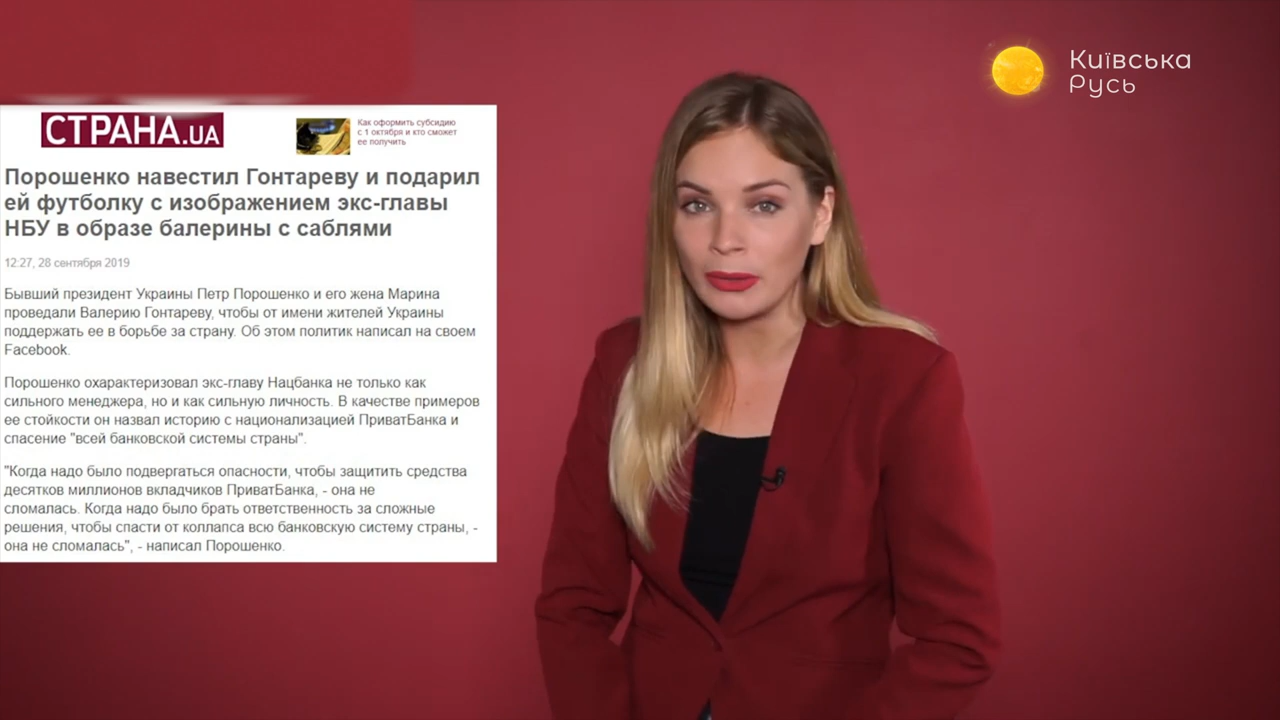 Київська
Русь
СТРАНА.UA
Как оформить субсидию
с 1 октября и кто сможет
ее получить
Порошенко навестил Гонтареву и подарил
ей футболку с изображением экс-главы
НБУ в образе балерины с саблями
12:27, 28 сентября 2019
Бывший президент Украины Петр Порошенко и его жена Марина
проведали Валерию Гонтареву, чтобы от имени жителей Украины
поддержать ее в борьбе за страну. Об этом политик написал на своем
Facebook.
Порошенко охарактеризовал экс-главу Нацбанка не только как
сильного менеджера, но и как сильную личность. В качестве примеров
ее стойкости он назвал историю с национализацией ПриватБанка и
спасение "всей банковской системы страны".
"Когда надо было подвергаться опасности, чтобы защитить средства
десятков миллионов вкладчиков ПриватБанка, - она не
сломалась. Когда надо было брать ответственность за сложные
решения, чтобы спасти от коллапса всю банковскую систему страны, -
она не сломалась", - написал Порошенко.